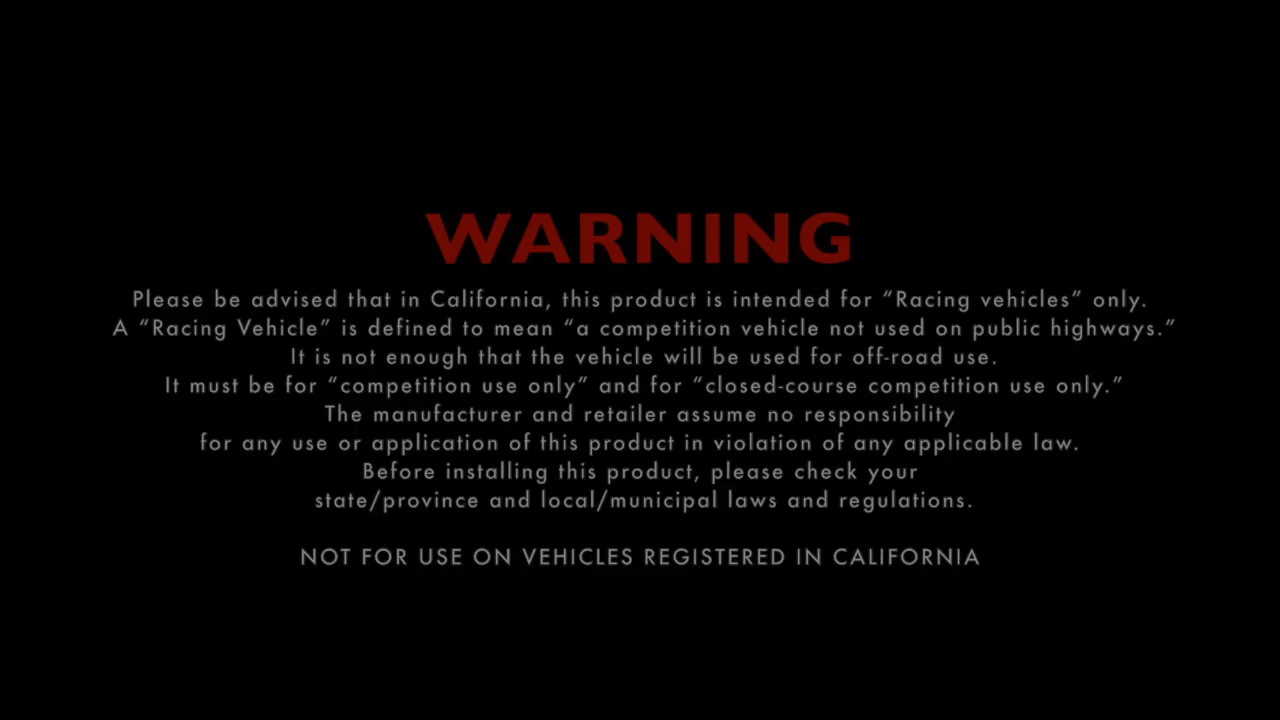 WARNING
Please be advised that in California, this product is intended for “Racing vehicles” only.
A “Racing Vehicle” is defined to mean “a competition vehicle not used on public highways.”
It is not enough that the vehicle will be used for off-road use.
It must be for “competition use only” and for “closed-course competition use only.”
The manufacturer and retailer assume no responsibility
for any use or application of this product in violation of any applicable law.
Before installing this product, please check your
state/province and local/municipal laws and regulations.
NOT FOR USE ON VEHICLES REGISTERED IN CALIFORNIA